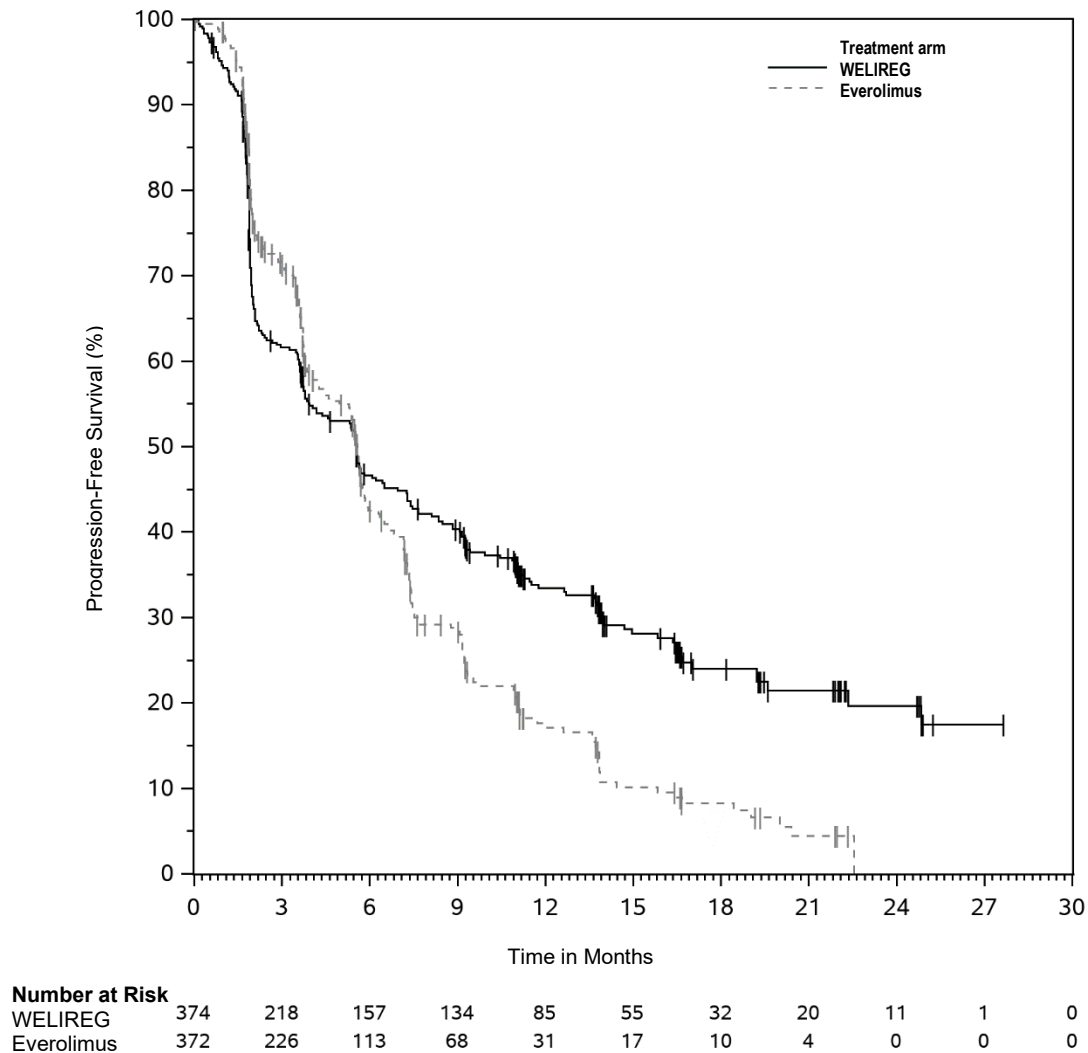 Treatment arm
WELIREG
Everolimus
100
90
80
70
60
50
40
30
20
10
0
Progression-Free Survival (%)
0 3 6 9 12 15 18 21 24 27 30
Time in Months
Number at Risk
WELIREG 374 218 157 134 85 55 32 20 11 1 0
Everolimus 372 226 113 68 31 17 10 4 0 0 0